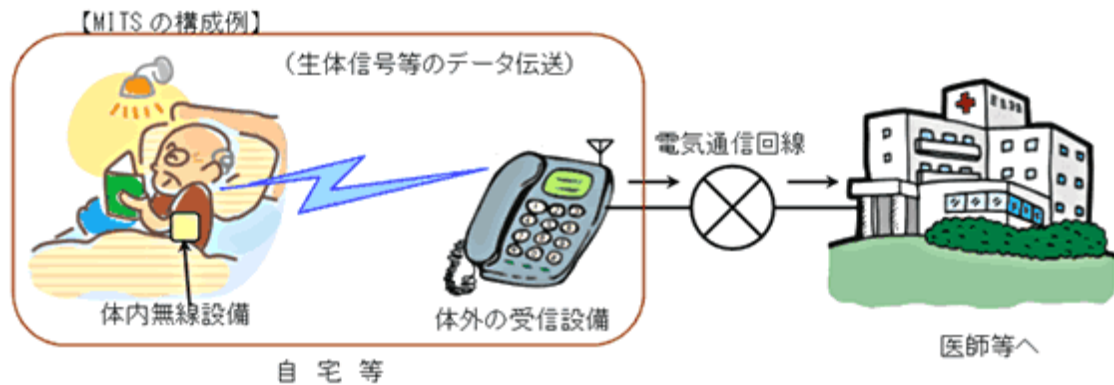 【MITSの構成例】
(生体信号等のデータ伝送)
電気通信回線
体内無線設備
体外の受信設備
自宅等
医師等へ